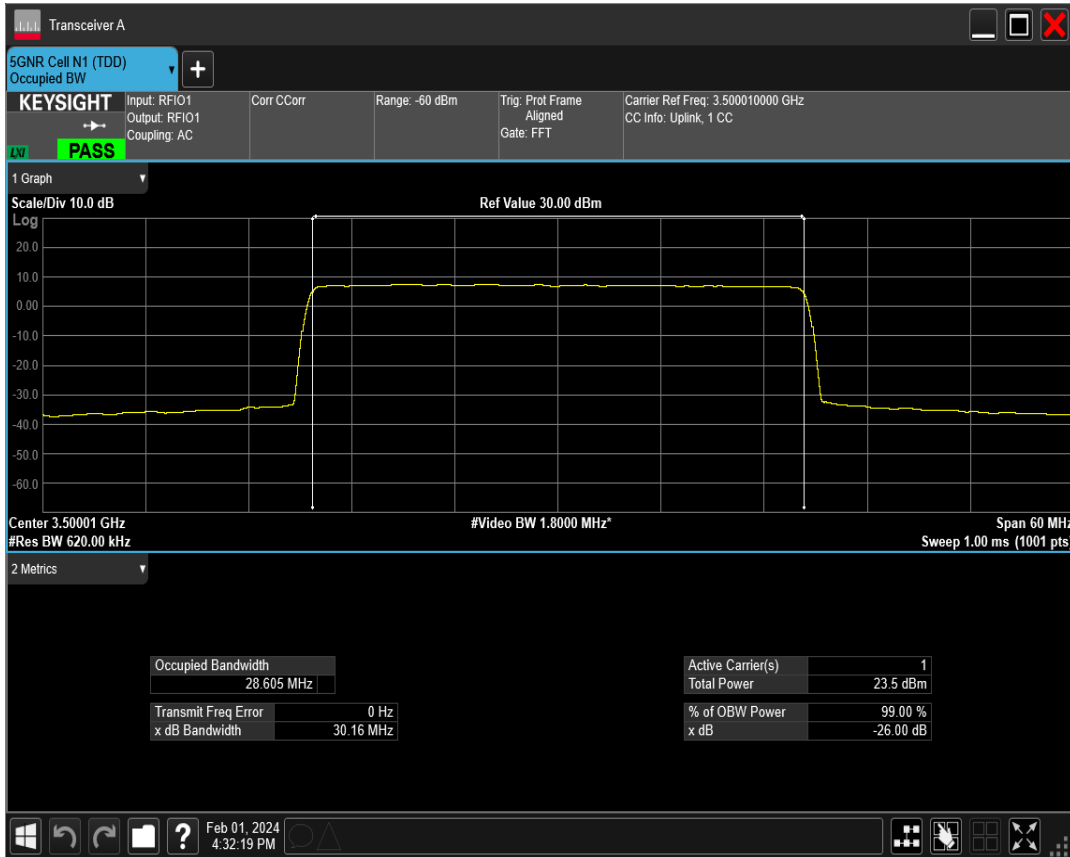 Transceiver A
5GNR Cell N1 (TDD)
Occupied BW
+
KEYSIGHT
LXI
PASS
Input: RFIO1
Output: RFIO1
Coupling: AC
Corr CCorr
Range: -60 dBm
Trig: Prot Frame
Aligned
Gate: FFT
Carrier Ref Freq: 3.500010000 GHz
CC Info: Uplink, 1 CC
1 Graph
Scale/Div 10.0 dB
Ref Value 30.00 dBm
Log
20.0
10.0
0.00
-10.0
-20.0
-30.0
-40.0
-50.0
-60.0
Center 3.50001 GHz
#Video BW 1.8000 MHz*
Span 60 MHz
#Res BW 620.00 kHz
Sweep 1.00 ms (1001 pts)
2 Metrics
Occupied Bandwidth
28.605 MHz
Transmit Freq Error 0 Hz
x dB Bandwidth 30.16 MHz
Active Carrier(s) 1
Total Power 23.5 dBm
% of OBW Power 99.00 %
x dB -26.00 dB
?
Feb 01, 2024
4:32:19 PM